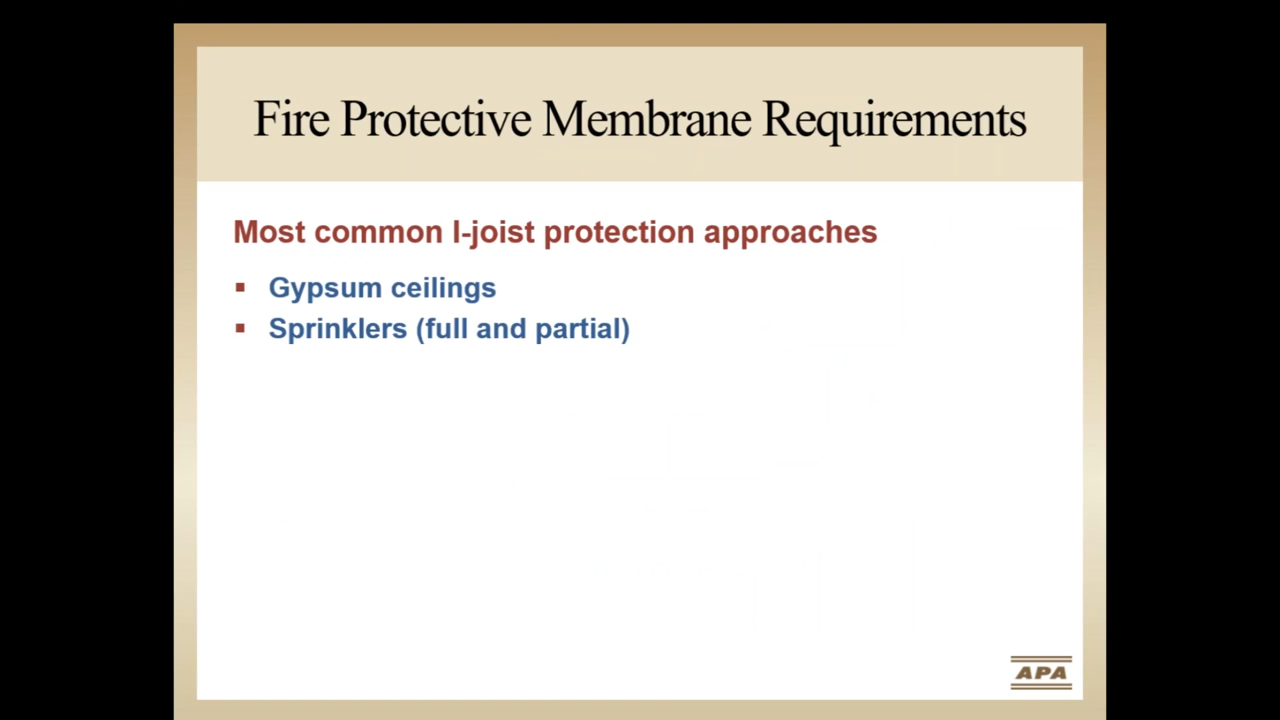 Fire Protective Membrane Requirements
Most common I-joist protection approaches
▪ Gypsum ceilings
▪ Sprinklers (full and partial)
APA